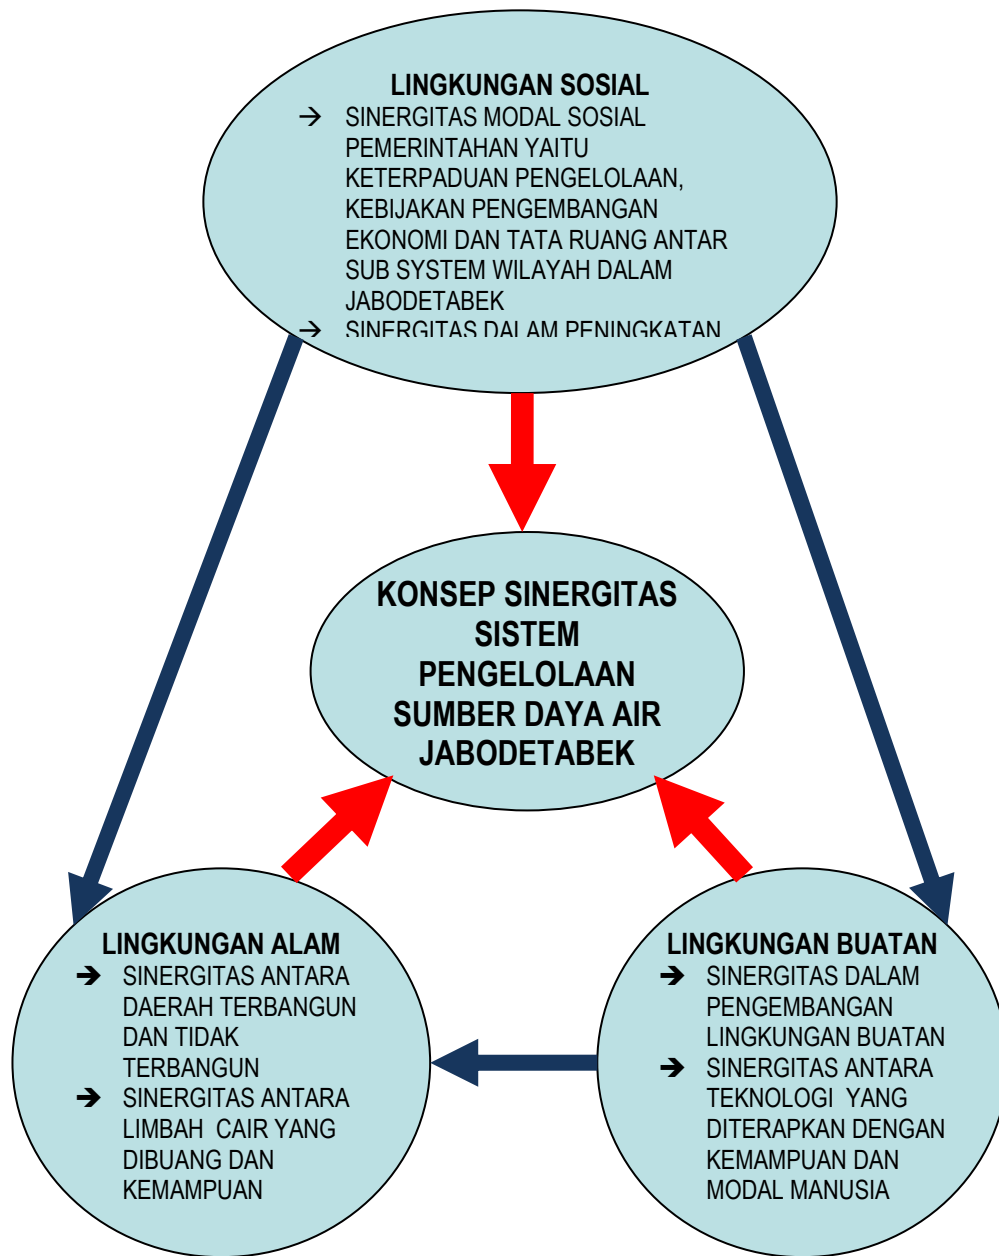 LINGKUNGAN SOSIAL
→ SINERGITAS MODAL SOSIAL
PEMERINTAHAN YAITU
KETERPADUAN PENGELOLAAN,
KEBIJAKAN PENGEMBANGAN
EKONOMI DAN TATA RUANG ANTAR
SUB SYSTEM WILAYAH DALAM
JABODETABEK
→ SINERGITAS DALAM PENINGKATAN
KONSEP SINERGITAS
SISTEM
PENGELOLAAN
SUMBER DAYA AIR
JABODETABEK
LINGKUNGAN ALAM
➔ SINERGITAS ANTARA
DAERAH TERBANGUN
DAN TIDAK
TERBANGUN
➔ SINERGITAS ANTARA
LIMBAH CAIR YANG
DIBUANG DAN
KEMAMPUAN
LINGKUNGAN BUATAN
➔ SINERGITAS DALAM
PENGEMBANGAN
LINGKUNGAN BUATAN
➔ SINERGITAS ANTARA
TEKNOLOGI YANG
DITERAPKAN DENGAN
KEMAMPUAN DAN
MODAL MANUSIA